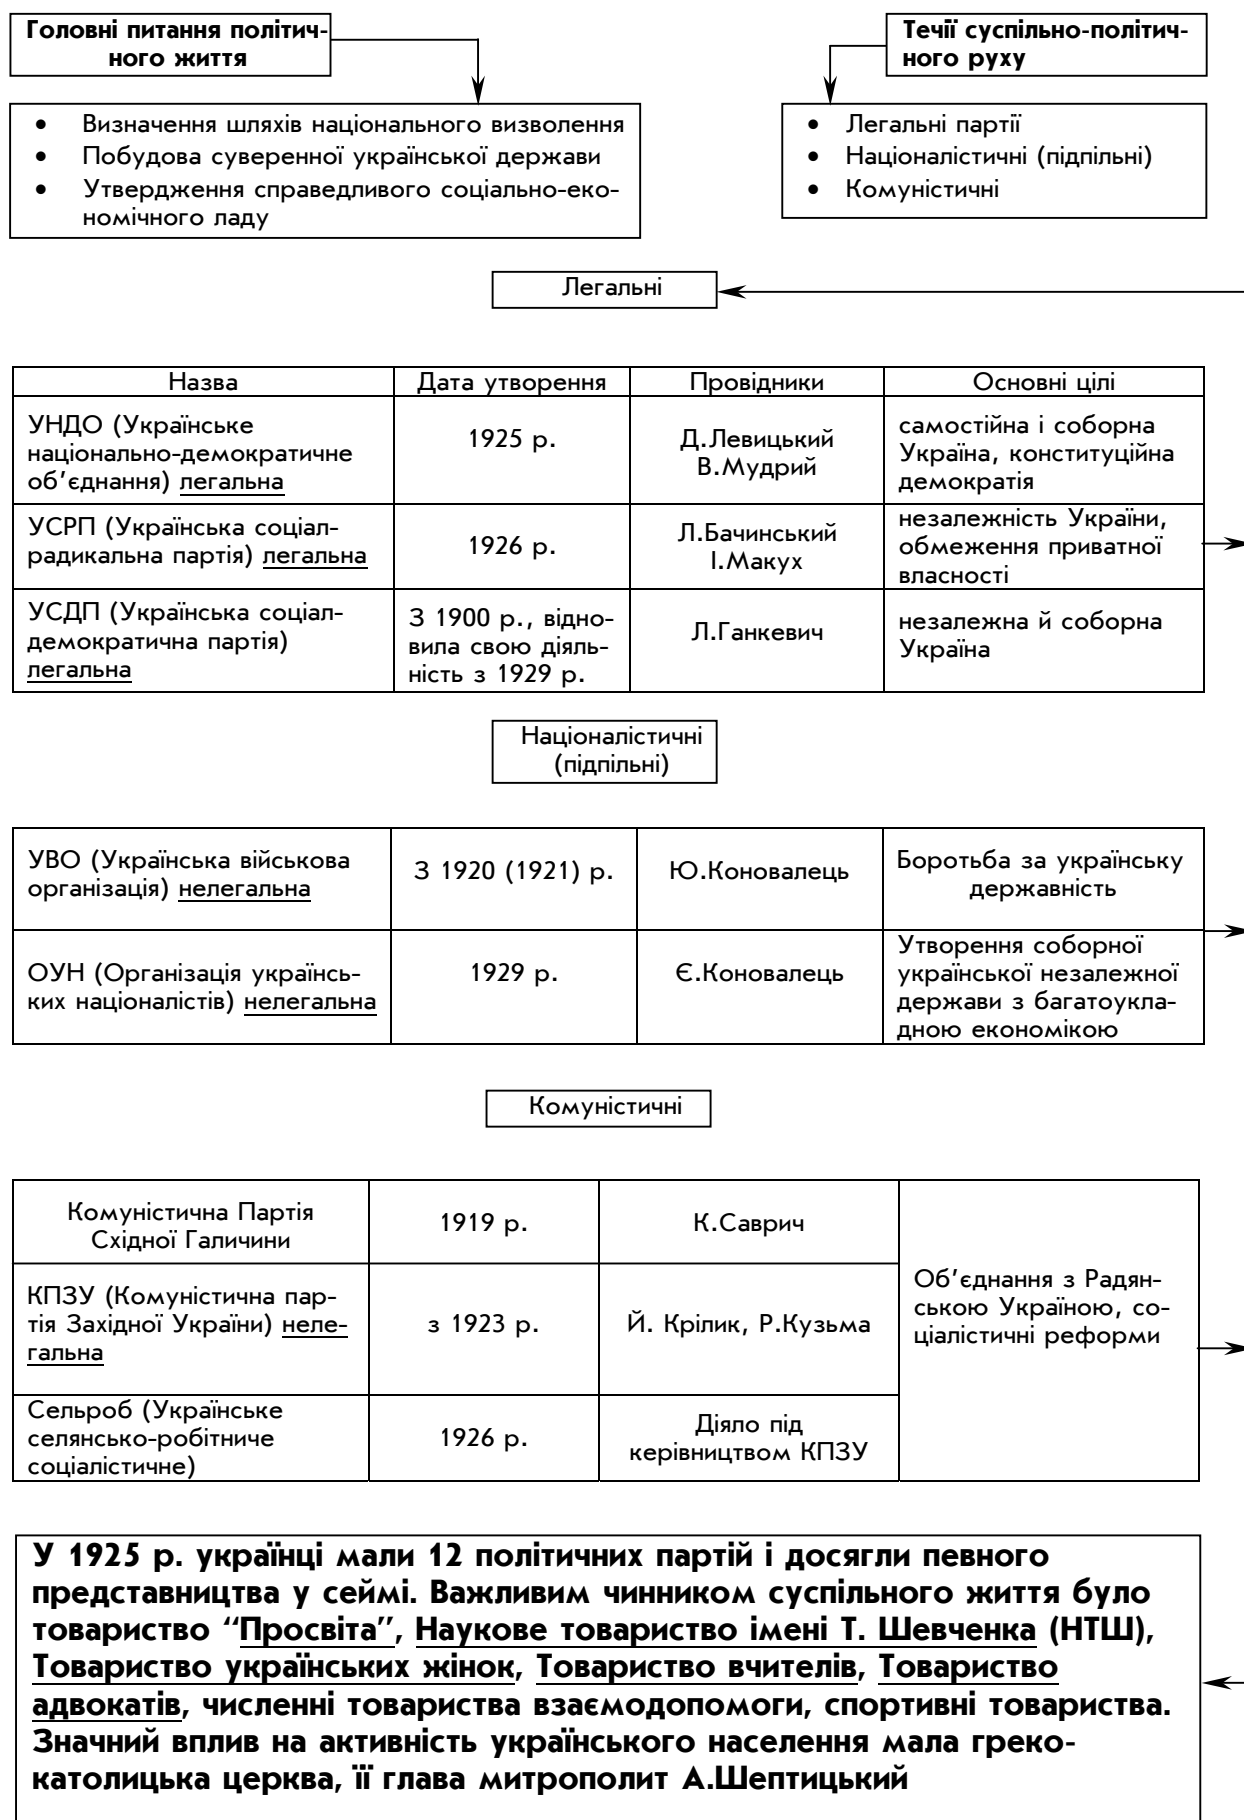 Головні питання політич-
ного життя
Течії суспільно-політич-
ного руху
• Визначення шляхів національного визволення
• Побудова суверенної української держави
• Утвердження справедливого соціально-еко-
номічного ладу
• Легальні партії
• Націоналістичні (підпільні)
• Комуністичні
Легальні
Назва Дата утворення Провідники Основні цілі
УНДО (Українське
національно-демократичне
об’єднання) легальна
1925 р.
Д.Левицький
В.Мудрий
самостійна і соборна
Україна, конституційна
демократія
УСРП (Українська соціал-
радикальна партія) легальна
1926 р.
Л.Бачинський
І.Макух
незалежність України,
обмеження приватної
власності
УСДП (Українська соціал-
демократична партія)
легальна
З 1900 р., відно-
вила свою діяль-
ність з 1929 р.
Л.Ганкевич
незалежна й соборна
Україна
Націоналістичні
(підпільні)
УВО (Українська військова
організація) нелегальна
З 1920 (1921) р.
Ю.Коновалець
Боротьба за українську
державність
ОУН (Організація українсь-
ких націоналістів) нелегальна
1929 р.
Є.Коновалець
Утворення соборної
української незалежної
держави з багатоукла-
дною економікою
Комуністичні
Комуністична Партія
Східної Галичини
1919 р.
К.Саврич
КПЗУ (Комуністична пар-
тія Західної України) неле-
гальна
з 1923 р.
Й. Крілик, Р.Кузьма
Об’єднання з Радян-
ською Україною, со-
ціалістичні реформи
Сельроб (Українське
селянсько-робітниче
соціалістичне)
1926 р.
Діяло під
керівництвом КПЗУ
У 1925 р. українці мали 12 політичних партій і досягли певного
представництва у сеймі. Важливим чинником суспільного життя було
товариство “Просвіта”, Наукове товариство імені Т. Шевченка (НТШ),
Товариство українських жінок, Товариство вчителів, Товариство
адвокатів, численні товариства взаємодопомоги, спортивні товариства.
Значний вплив на активність українського населення мала греко-
католицька церква, її глава митрополит А.Шептицький